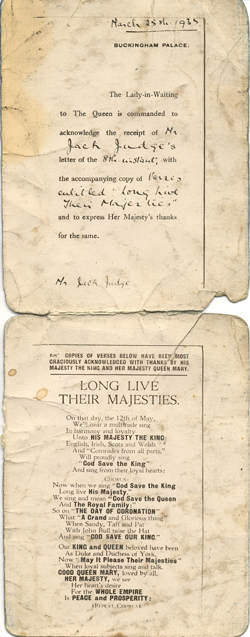 March 25th 193
BUCKINGHAM PALACE.
The Lady-in-Waiting
to The Queen is commanded to
acknowledge the receipt of Mr
Jack Judge's
letter of the 8th instant, with
the accompanying copy of Verses
entitled "Long Live
Their Majesties"
and to express Her Majesty's thanks
for the same.
Mr. Jack Judge
COPIES OF VERSES BELOW HAVE BEEN MOST
GRACIOUSLY ACKNOWLEDGED WITH THANKS BY HIS
MAJESTY THE KING AND HER MAJESTY QUEEN MARY.
LONG LIVE
THEIR MAJESTIES.
On that day, the 12th of May,
We'll hear a multitude sing
In harmony and loyalty
Unto HIS MAJESTY THE KING:
English, Irish, Scots and Welsh
And "Comrades from all parts,"
Will proudly sing
"God Save the King"
And sing from their loyal hearts:
CHORUS:
Now when we sing "God Save the King
Long live His Majesty"
We sing and mean "God Save the Queen
And The Royal Family:
So on "THE DAY OF CORONATION"
What "A Grand and Glorious thing"
When Sandy, Taff and Pat
With John Bull raise the Hat
And sing "GOD SAVE OUR KING."
Our KING and QUEEN beloved have been
As Duke and Duchess of York,
Now "May It Please Their Majesties"
When loyal subjects sing and talk.
GOOD QUEEN MARY, loved by all,
HER MAJESTY, we see
Her heart's desire
For the WHOLE EMPIRE
Is PEACE and PROSPERITY:
(REPEAT CHORUS).